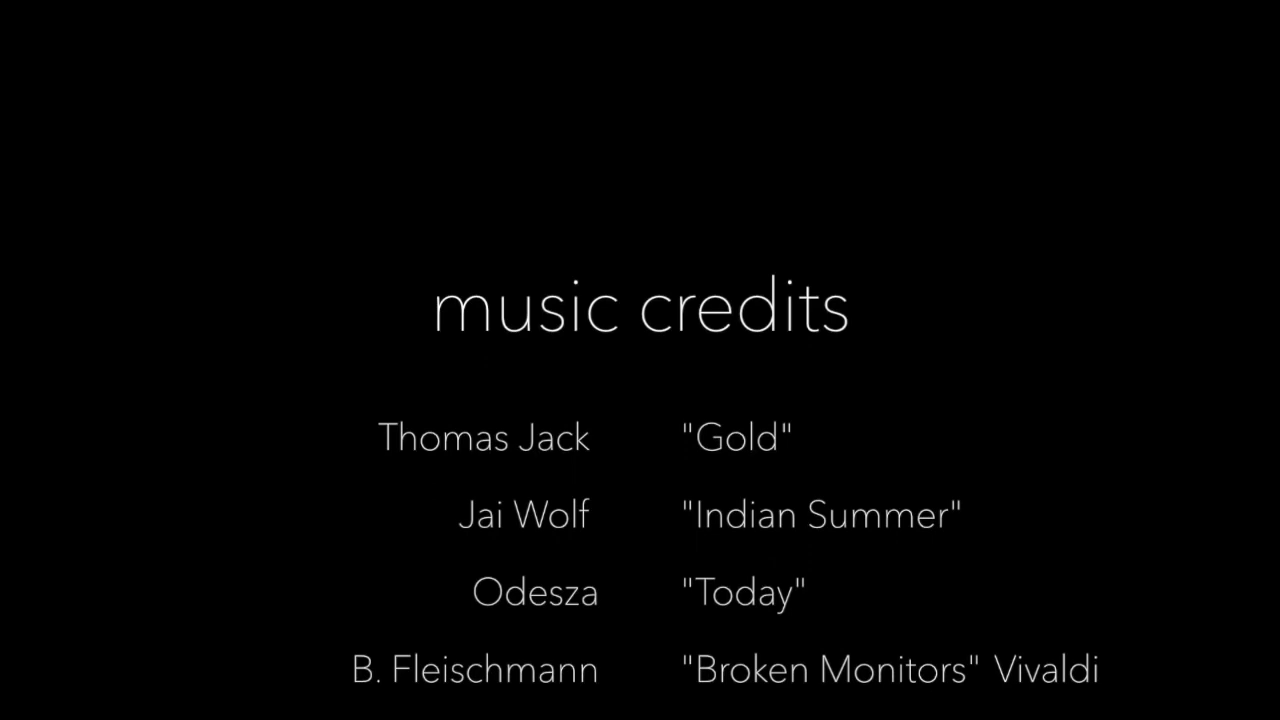 music credits
Thomas Jack "Gold"
Jai Wolf "Indian Summer"
Odesza "Today"
B. Fleischmann "Broken Monitors" Vivaldi